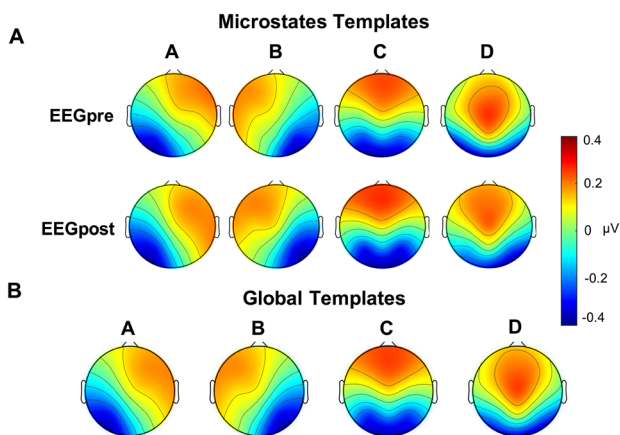 Microstates Templates
A
A B C D
EEGpre
EEGpost
0.4
0.2
0 μV
-0.2
-0.4
B
Global Templates
A B C D